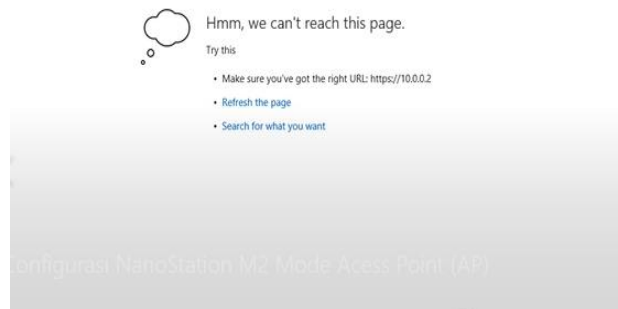 Hmm, we can't reach this page.
Try this
• Make sure you've got the right URL: https://10.0.0.2
• Refresh the page
• Search for what you want
Configurasi NanoStation M2 Mode Acess Point (AP)